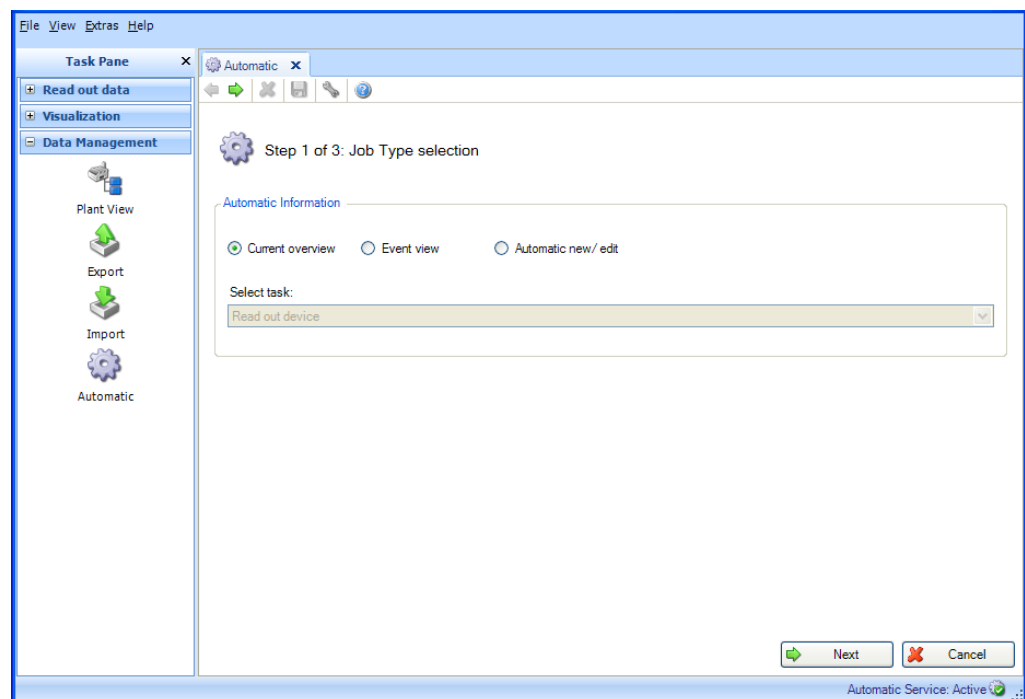 File View Extras Help
Task Pane
Read out data
Visualization
Data Management
Plant View
Export
Import
Automatic
Automatic
Step 1 of 3: Job Type selection
Automatic Information
Current overview Event view Automatic new/ edit
Select task:
Read out device
Next Cancel
Automatic Service: Active